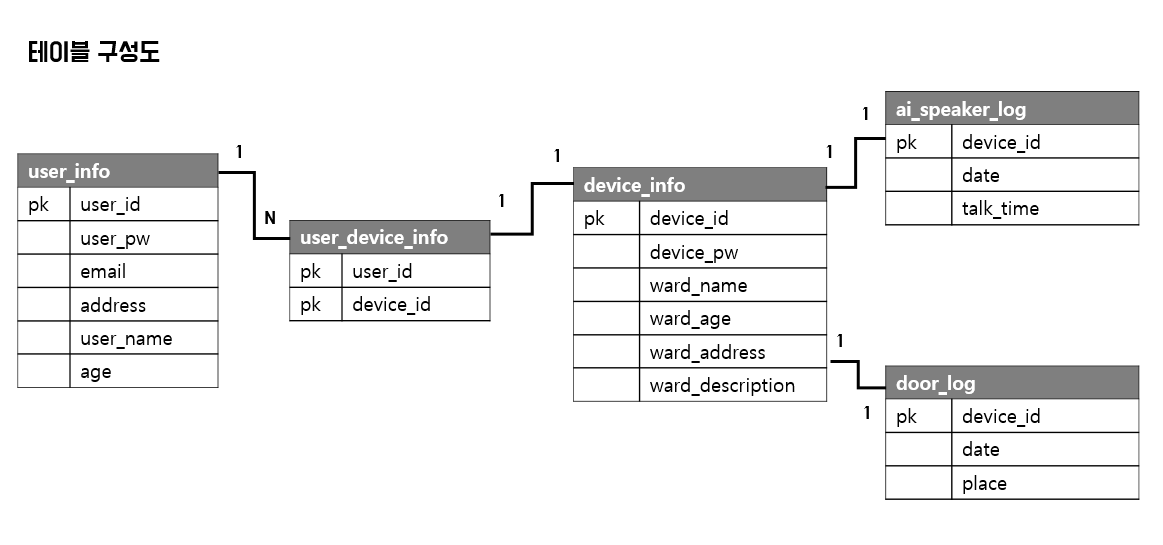 테이블 구성도
user_info
pk user_id
user_pw
email
address
user_name
age
1
N
user_device_info
pk user_id
pk device_id
1
1
device_info
pk device_id
device_pw
ward_name
ward_age
ward_address
ward_description
1
1
ai_speaker_log
pk device_id
date
talk_time
1
1
door_log
pk device_id
date
place